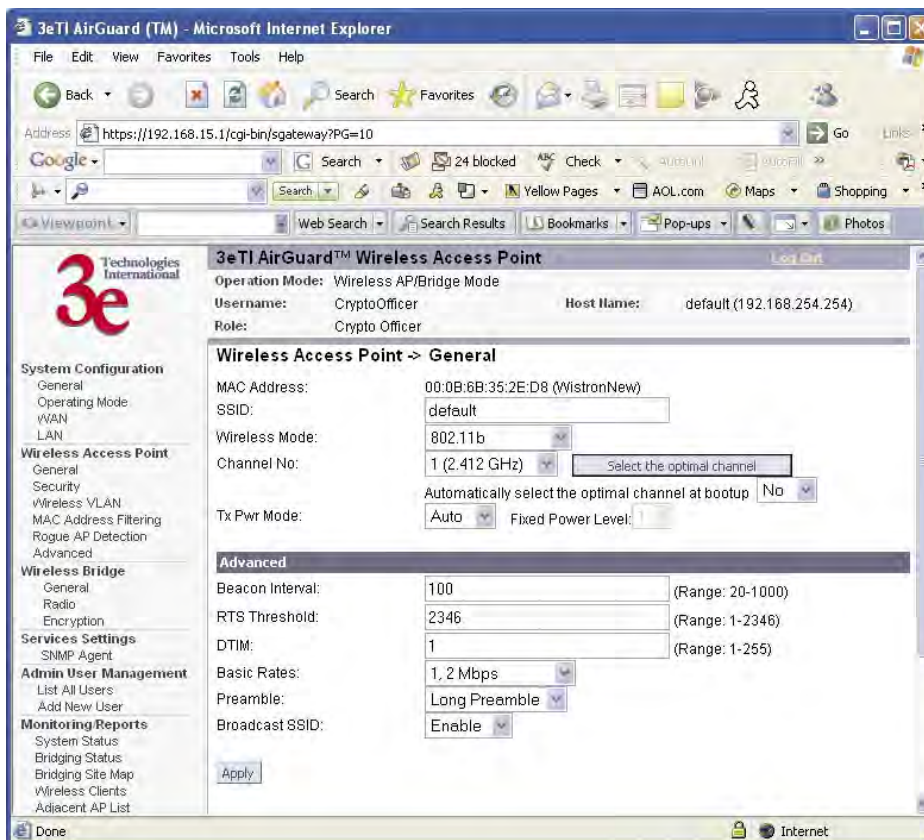 3eTI AirGuard (TM) - Microsoft Internet Explorer
File Edit View Favorites Tools Help
Back Search Favorites
Address https://192.168.15.1/cgi-bin/sgateway?PG=10 Go Links
Google Search 24 blocked Check
Search Yellow Pages AOL.com Maps Shopping
Viewpoint Web Search Search Results Bookmarks Pop-ups Photos
3e Technologies International
3eTI AirGuard™ Wireless Access Point Log Out
Operation Mode: Wireless AP/Bridge Mode
Username: CryptoOfficer Host Name: default (192.168.254.254)
Role: Crypto Officer
System Configuration
General
Operating Mode
WAN
LAN
Wireless Access Point
General
Security
Wireless VLAN
MAC Address Filtering
Rogue AP Detection
Advanced
Wireless Bridge
General
Radio
Encryption
Services Settings
SNMP Agent
Admin User Management
List All Users
Add New User
Monitoring/Reports
System Status
Bridging Status
Bridging Site Map
Wireless Clients
Adjacent AP List
Wireless Access Point -> General
MAC Address: 00:0B:6B:35:2E:D8 (WistronNew)
SSID: default
Wireless Mode: 802.11b
Channel No: 1 (2.412 GHz) Select the optimal channel
Automatically select the optimal channel at bootup No
Tx Pwr Mode: Auto Fixed Power Level: 1
Advanced
Beacon Interval: 100 (Range: 20-1000)
RTS Threshold: 2346 (Range: 1-2346)
DTIM: 1 (Range: 1-255)
Basic Rates: 1, 2 Mbps
Preamble: Long Preamble
Broadcast SSID: Enable
Apply
Done Internet